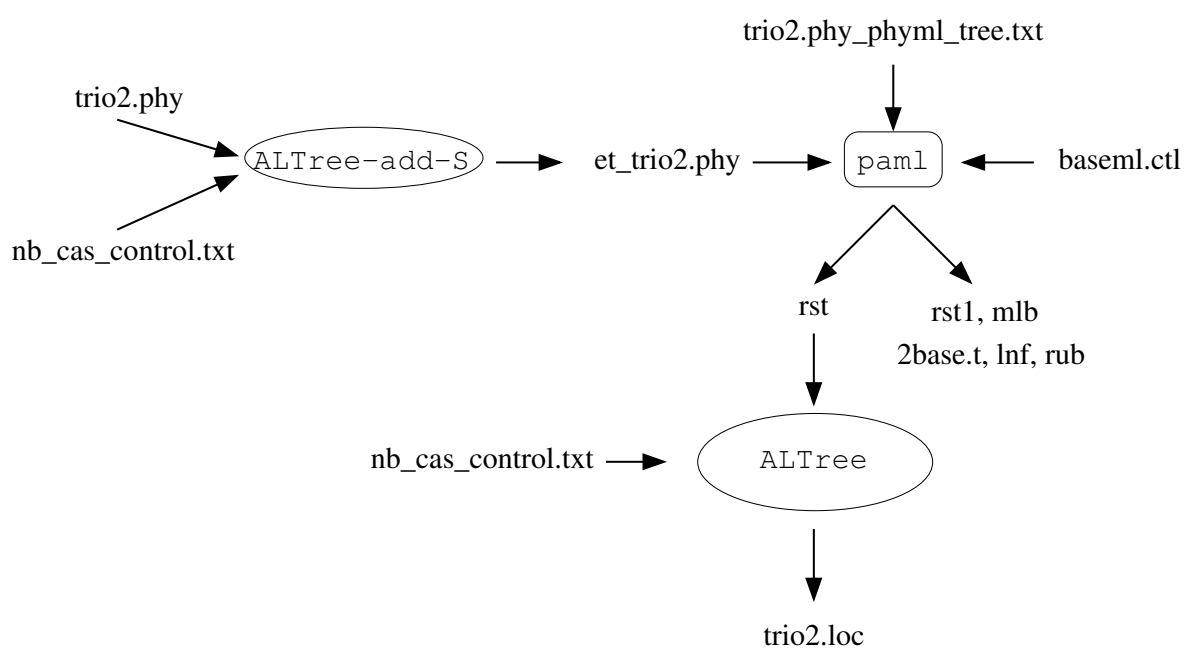 trio2.phy_phyml_tree.txt
trio2.phy
ALTree-add-S
et_trio2.phy
paml
baseml.ctl
nb_cas_control.txt
rst
rst1, mlb
2base.t, lnf, rub
nb_cas_control.txt
ALTree
trio2.loc